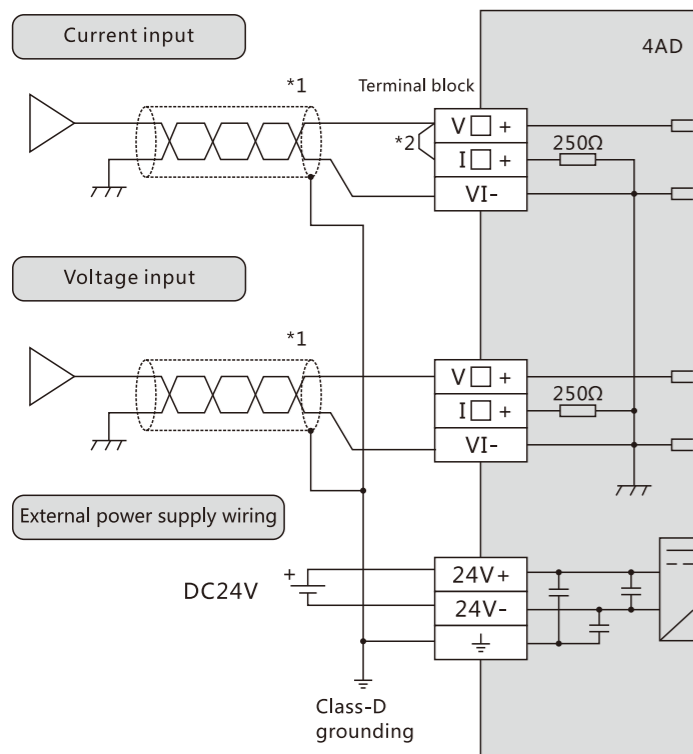 Current input
4AD
*1
Terminal block
V□ +
*2
I□ +
250Ω
VI-
Voltage input
*1
V□ +
I□ +
250Ω
VI-
External power supply wiring
DC24V
+
24V+
24V-
Class-D
grounding